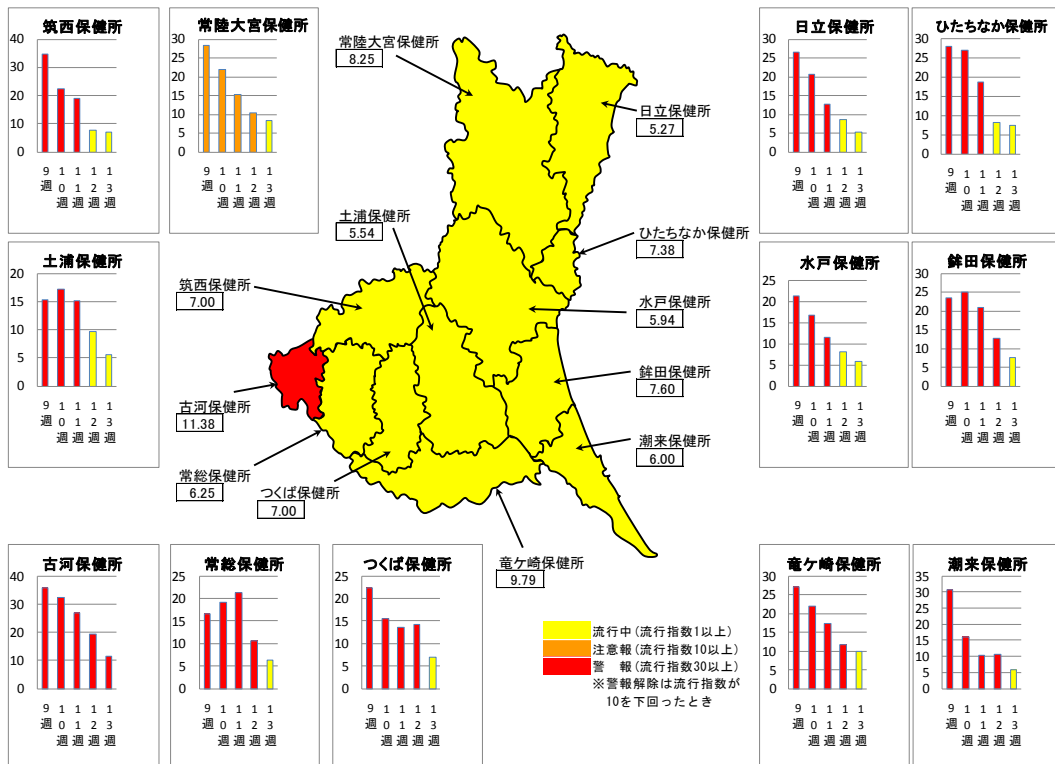 筑西保健所
40
30
20
10
0
9週
10週
11週
12週
13週
常陸大宮保健所
30
25
20
15
10
5
0
9週
10週
11週
12週
13週
日立保健所
30
25
20
15
10
5
0
9週
10週
11週
12週
13週
ひたちなか保健所
30
25
20
15
10
5
0
9週
10週
11週
12週
13週
常陸大宮保健所
8.25
日立保健所
5.27
土浦保健所
5.54
ひたちなか保健所
7.38
筑西保健所
7.00
水戸保健所
5.94
鉾田保健所
7.60
古河保健所
11.38
潮来保健所
6.00
常総保健所
6.25
つくば保健所
7.00
竜ケ崎保健所
9.79
土浦保健所
20
15
10
5
0
9週
10週
11週
12週
13週
水戸保健所
25
20
15
10
5
0
9週
10週
11週
12週
13週
鉾田保健所
30
25
20
15
10
5
0
9週
10週
11週
12週
13週
古河保健所
40
30
20
10
0
9週
10週
11週
12週
13週
常総保健所
25
20
15
10
5
0
9週
10週
11週
12週
13週
つくば保健所
25
20
15
10
5
0
9週
10週
11週
12週
13週
流行中(流行指数1以上)
注意報(流行指数10以上)
警　報(流行指数30以上)
※警報解除は流行指数が
10を下回ったとき
竜ケ崎保健所
30
25
20
15
10
5
0
9週
10週
11週
12週
13週
潮来保健所
35
30
25
20
15
10
5
0
9週
10週
11週
12週
13週